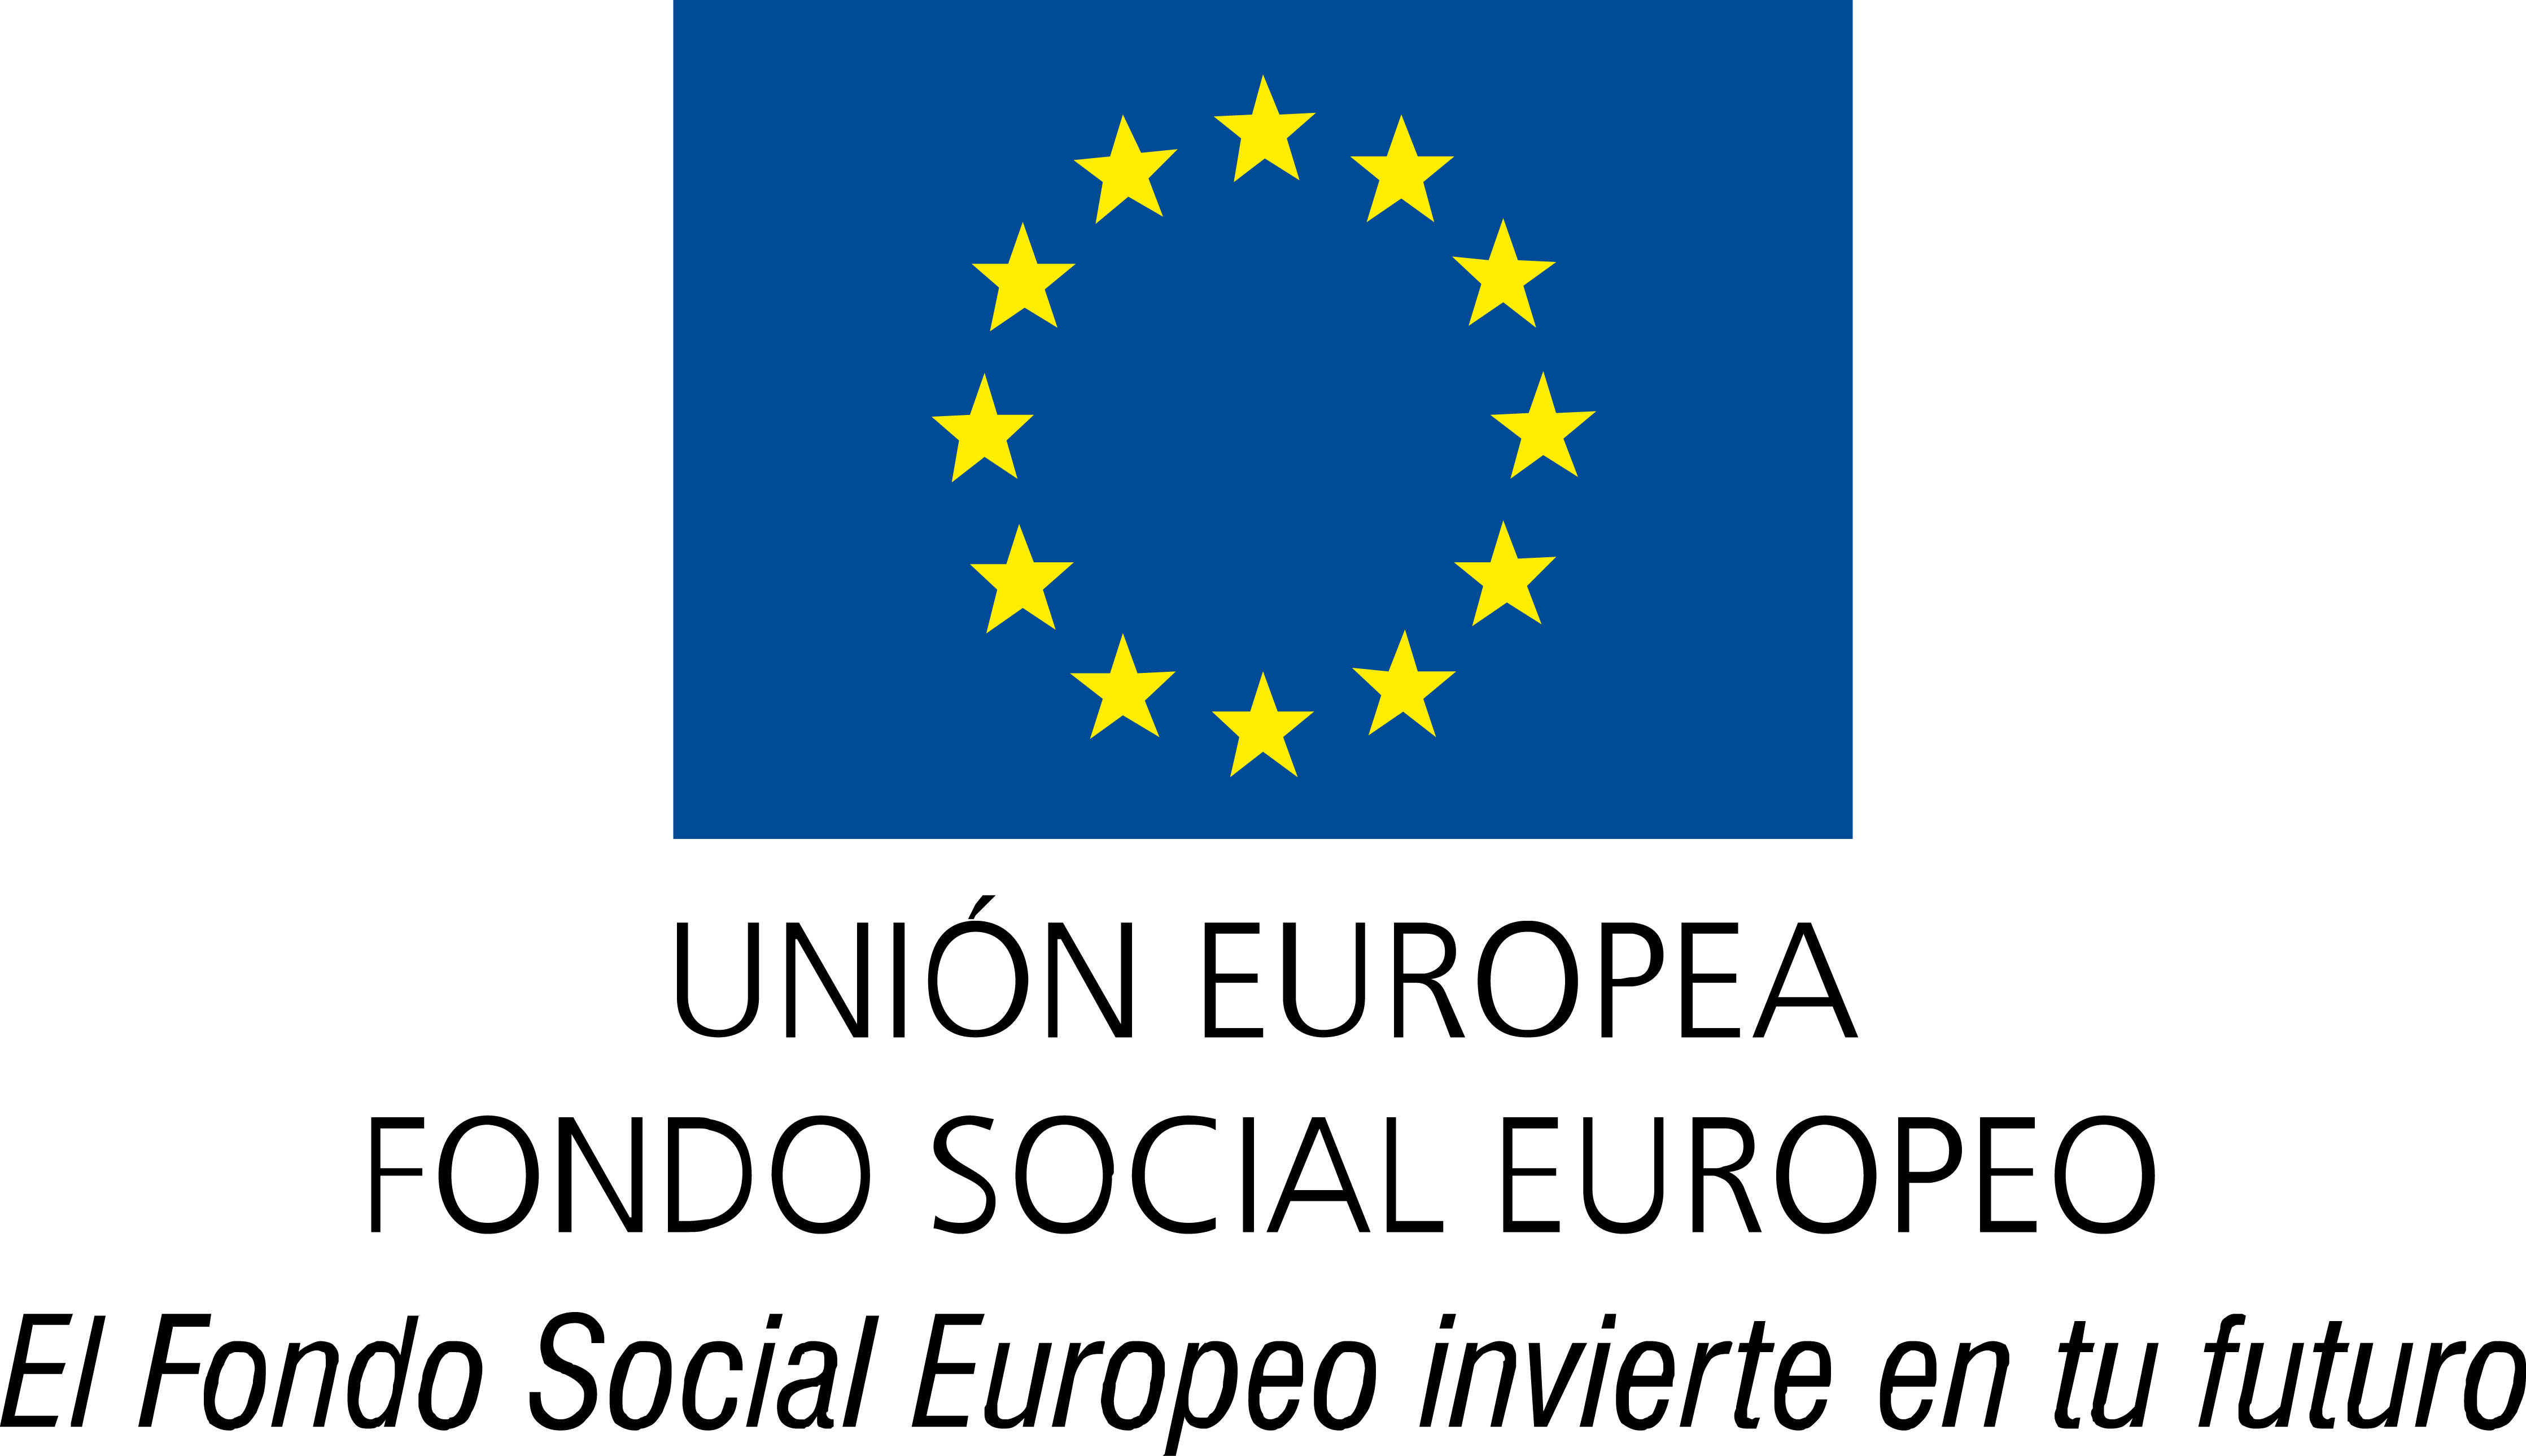 UNIÓN EUROPEA
FONDO SOCIAL EUROPEO
El Fondo Social Europeo invierte en tu futuro